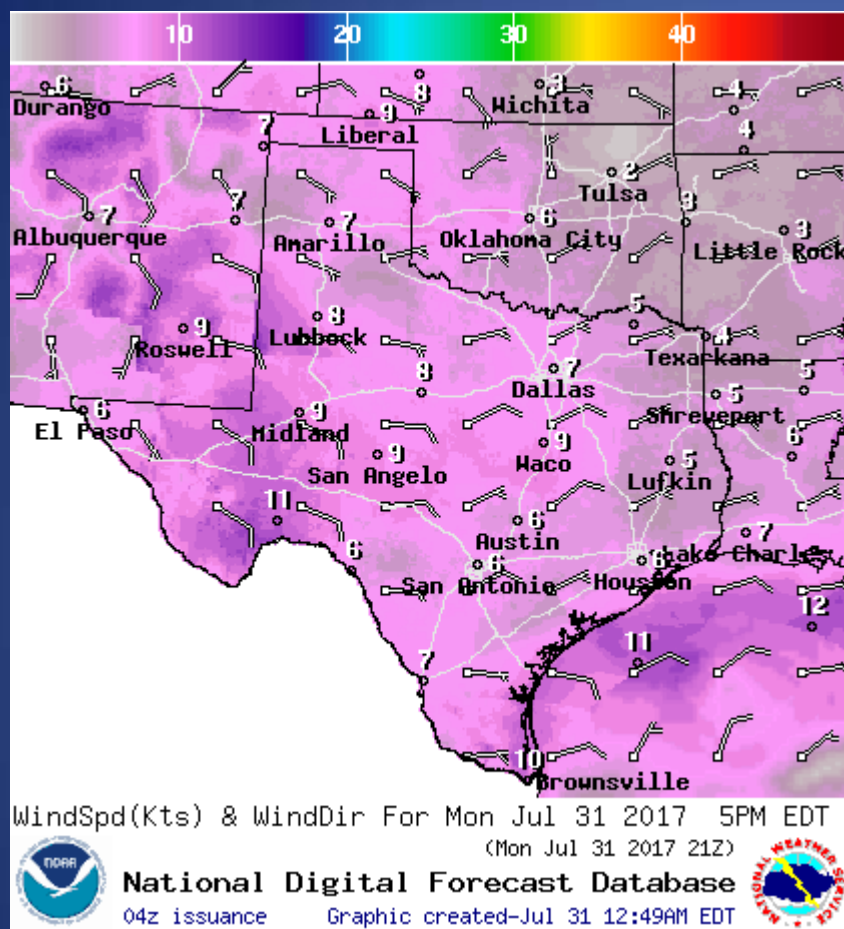 10 20 30 40
6 8 3 4
Durango Wichita
9
Liberal
7 4
2
Tulsa
7 7 7 6 3 3
Albuquerque Amarillo Oklahoma City Little Rock
9 8 5
Roswell Lubbock 4
Texarkana
8 7 5 5
Dallas
6 9 Shreveport
El Paso Midland
9 9 6
San Angelo Waco 5
Lufkin
11 6 7
Austin
6 6 6 Lake Charles
San Antonio Houston
12
11
7
10
Brownsville
WindSpd(Kts) & WindDir For Mon Jul 31 2017 5PM EDT
(Mon Jul 31 2017 21Z)
NOAA
National Digital Forecast Database
04z issuance Graphic created-Jul 31 12:49AM EDT
NATIONAL WEATHER SERVICE